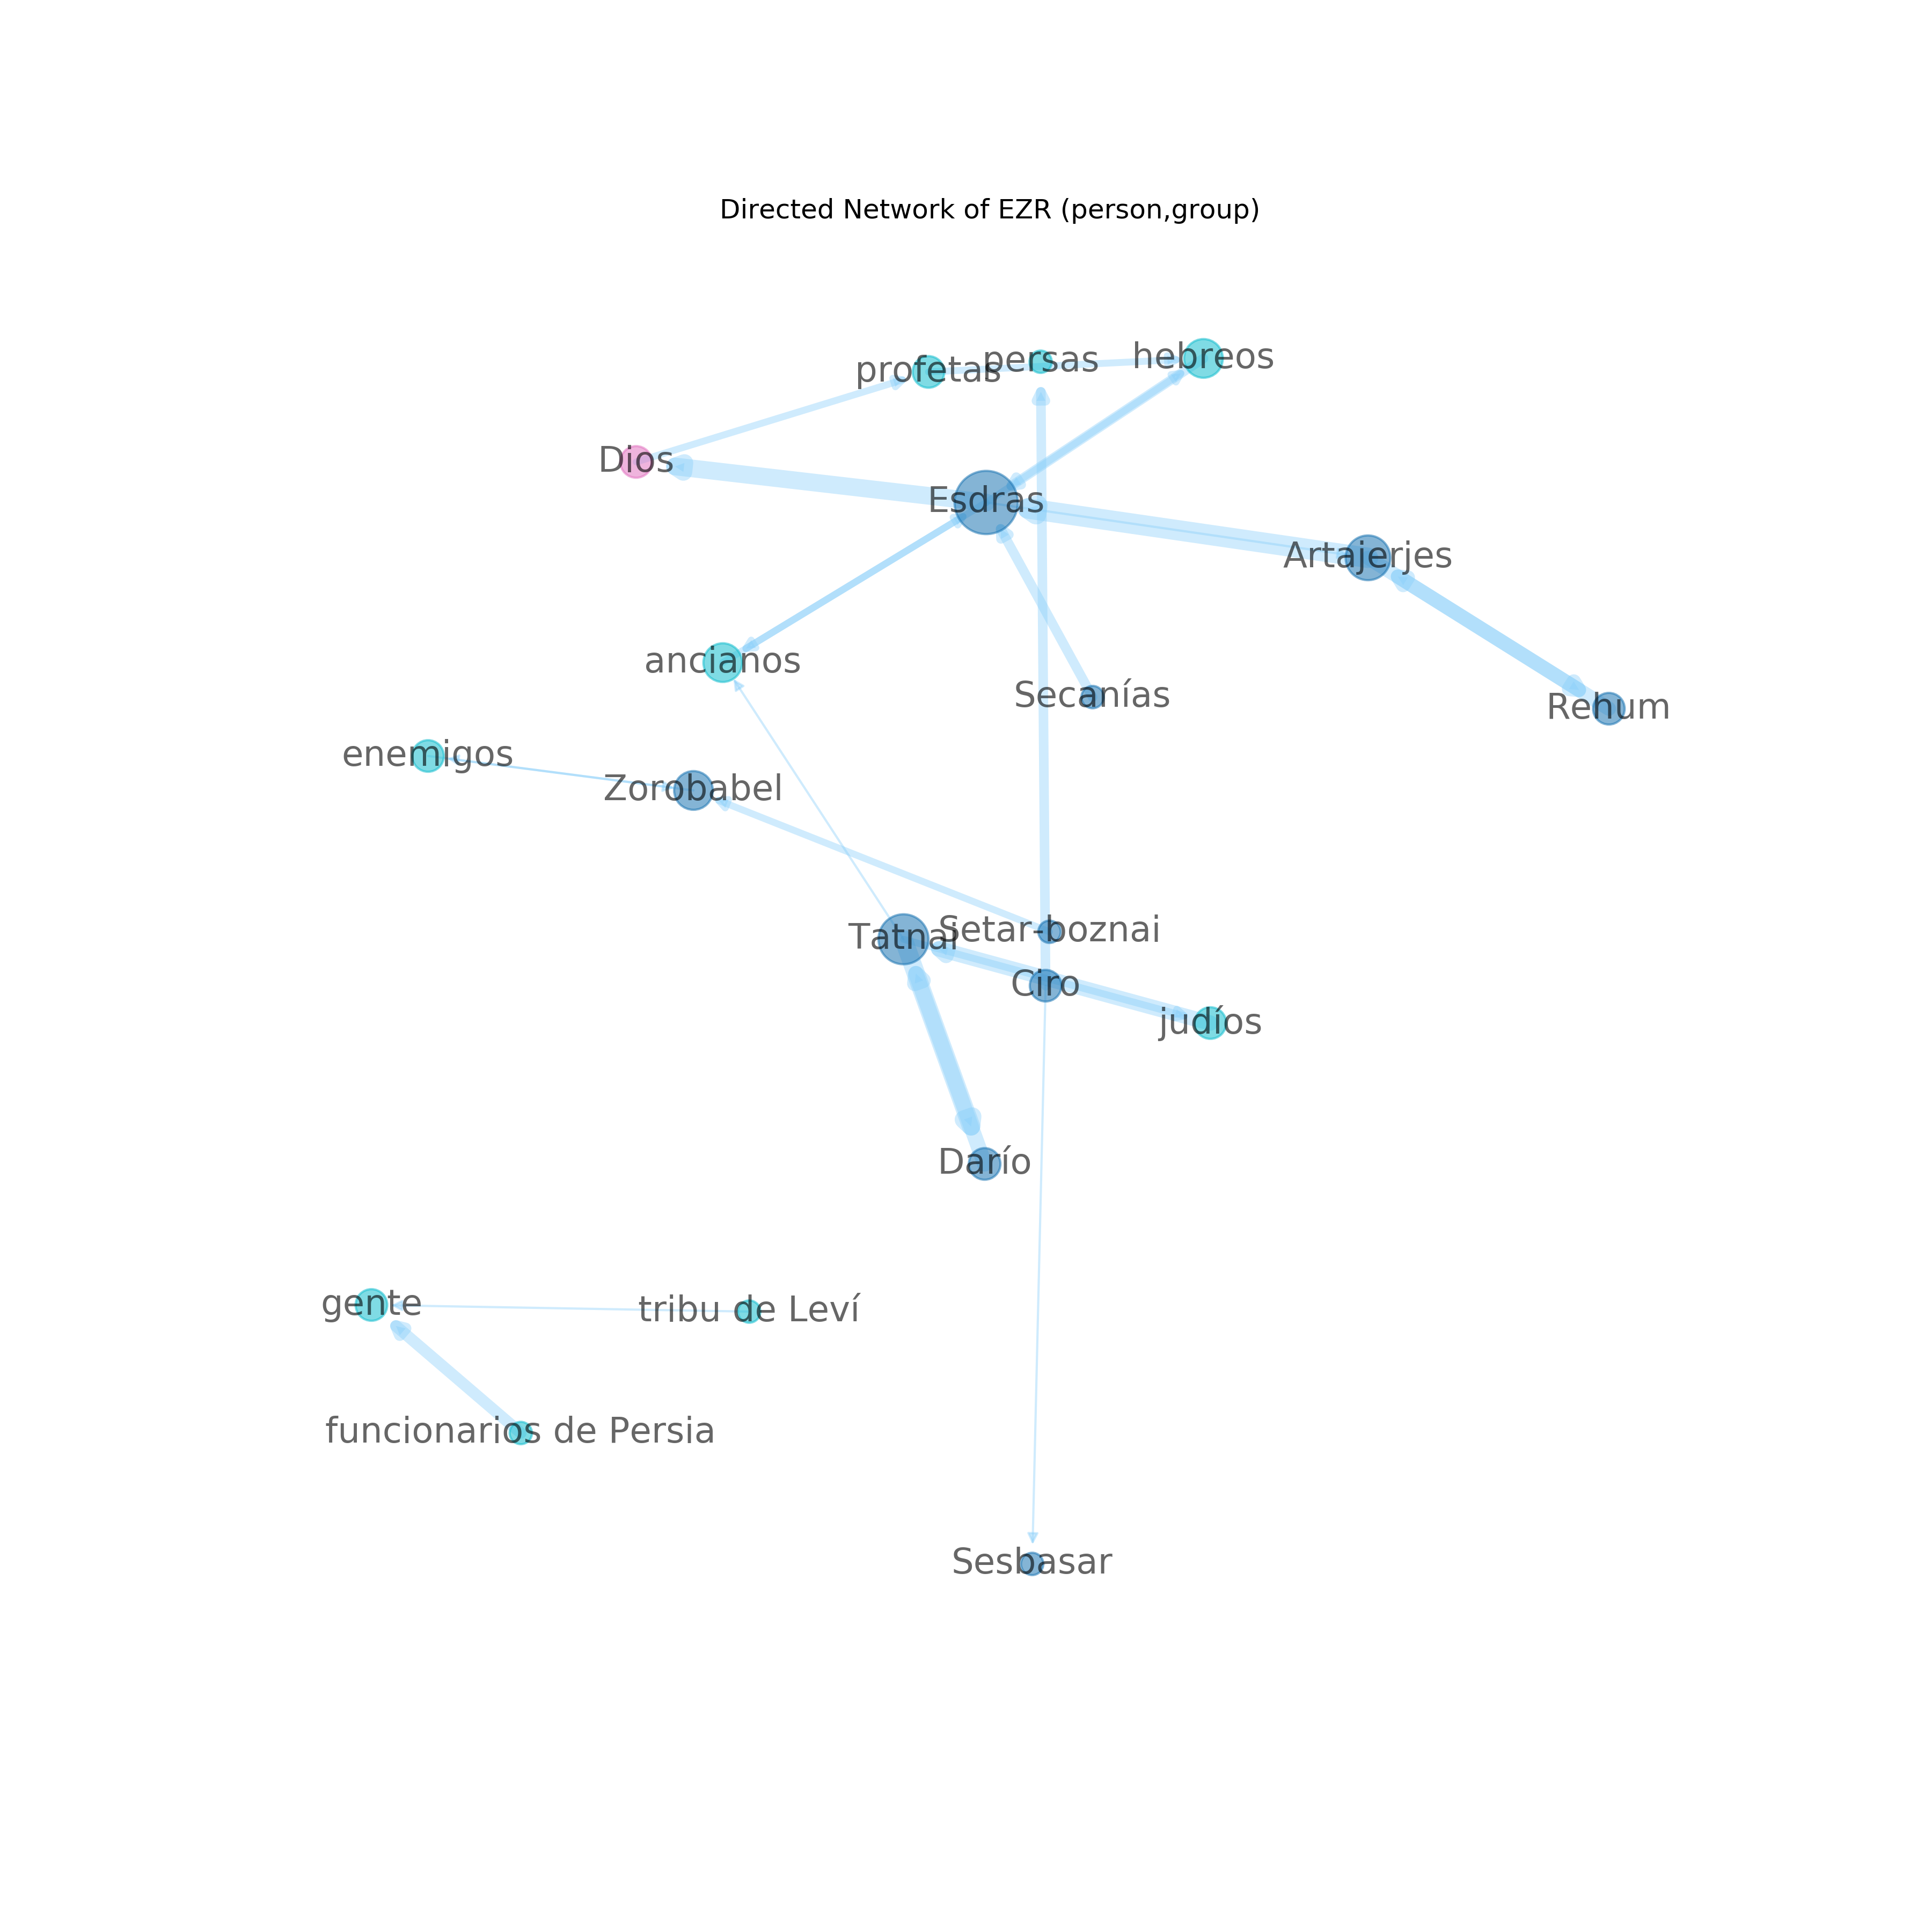 Directed Network of EZR (person,group)
profetas
persas
hebreos
Dios
Esdras
Artajerjes
ancianos
Secanías
Rehum
enemigos
Zorobabel
Tatnai
Setar-boznai
Ciro
judíos
Darío
gente
tribu de Leví
funcionarios de Persia
Sesbasar